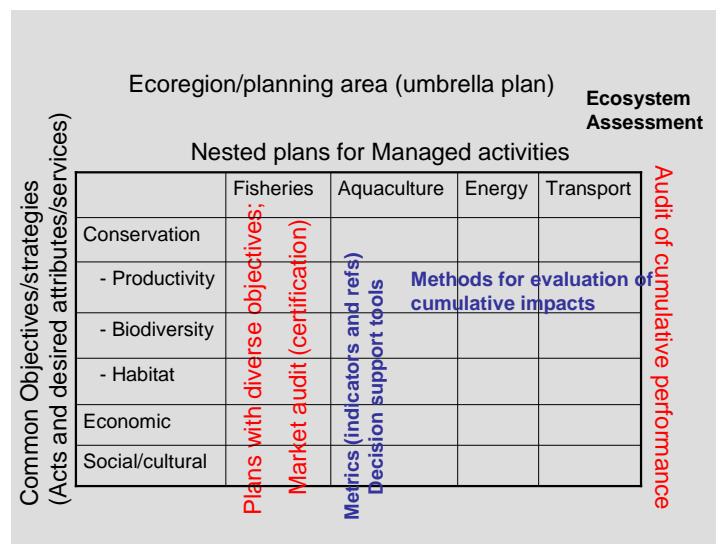 Ecoregion/planning area (umbrella plan)
Ecosystem
Assessment
Nested plans for Managed activities
Common Objectives/strategies
(Acts and desired attributes/services)
Fisheries
Aquaculture
Energy
Transport
Conservation
- Productivity
- Biodiversity
- Habitat
Economic
Social/cultural
Plans with diverse objectives;
Market audit (certification)
Metrics (indicators and refs)
Decision support tools
Methods for evaluation of
cumulative impacts
Audit of cumulative performance